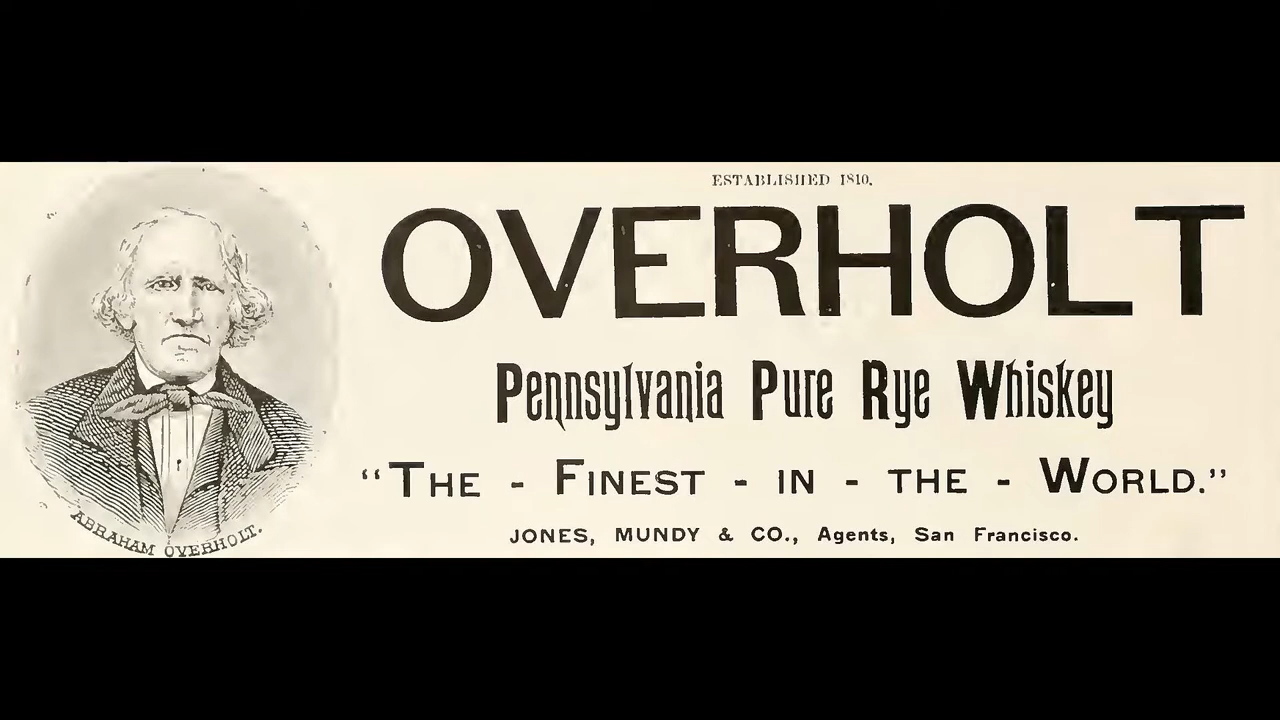 ESTABLISHED 1810.
OVERHOLT
Pennsylvania Pure Rye Whiskey
“THE - FINEST - IN - THE - WORLD.”
JONES, MUNDY & CO., Agents, San Francisco.
ABRAHAM OVERHOLT.